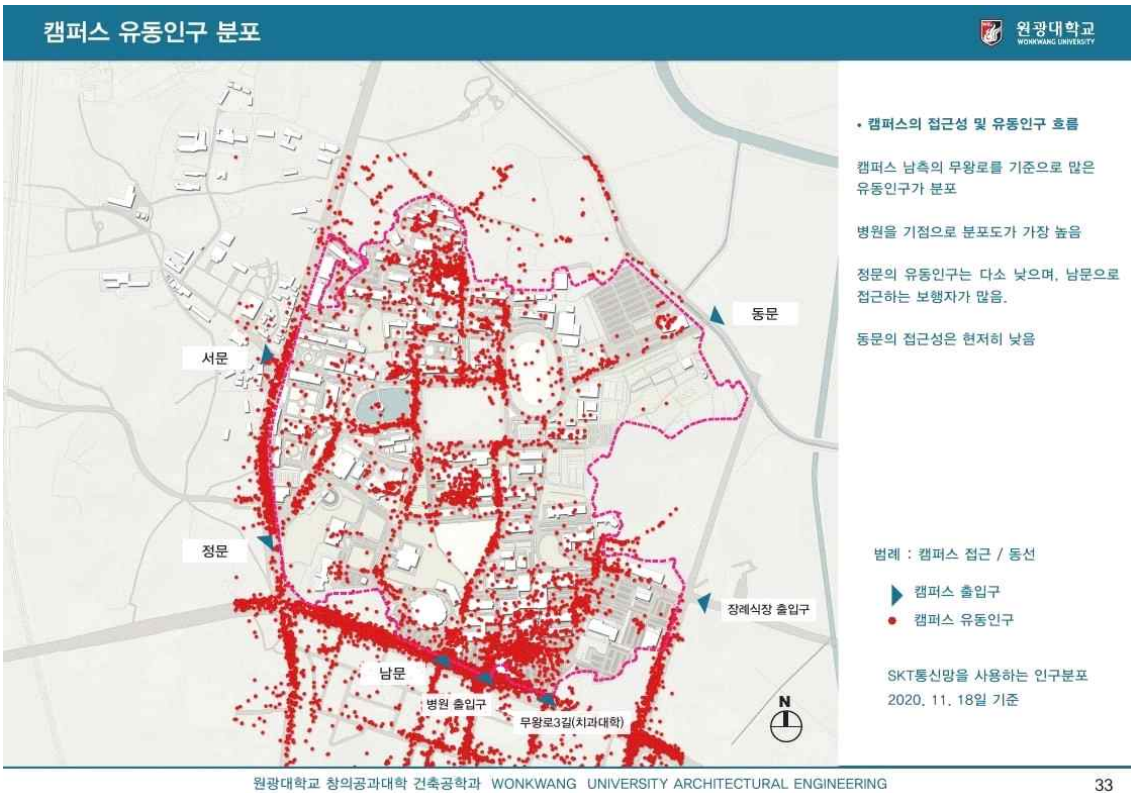 캠퍼스 유동인구 분포
원광대학교
WONKWANG UNIVERSITY
• 캠퍼스의 접근성 및 유동인구 흐름
캠퍼스 남측의 무왕로를 기준으로 많은
유동인구가 분포
병원을 기점으로 분포도가 가장 높음
정문의 유동인구는 다소 낮으며, 남문으로
접근하는 보행자가 많음.
동문의 접근성은 현저히 낮음
동문
서문
정문
장례식장 출입구
남문
병원 출입구
무왕로3길(치과대학)
N
범례 : 캠퍼스 접근 / 동선
캠퍼스 출입구
캠퍼스 유동인구
SKT통신망을 사용하는 인구분포
2020. 11. 18일 기준
원광대학교 창의공과대학 건축공학과 WONKWANG UNIVERSITY ARCHITECTURAL ENGINEERING
33